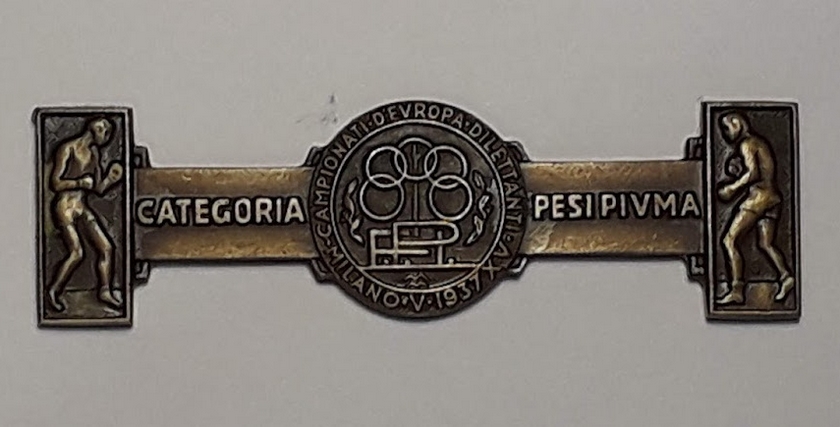 CATEGORIA
CAMPIONATI·D'EVROPA·DILETTANTI·
MILANO·V·1937 XV
PESI PIVMA